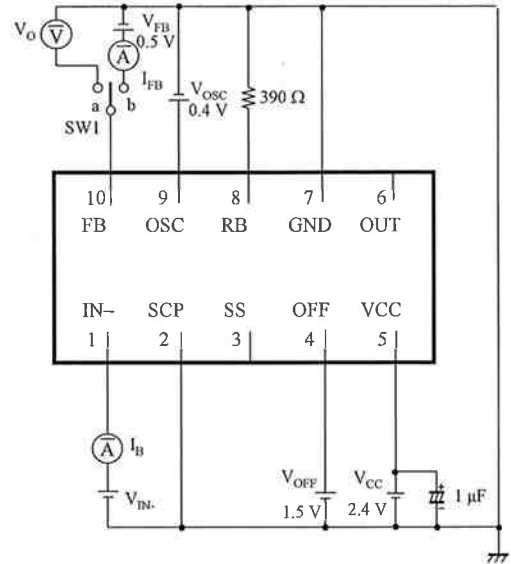 VO V
VFB
0.5 V
A
IFB
a b
SW1
VOSC
0.4 V
390 Ω
10 9 8 7 6
FB OSC RB GND OUT
IN– SCP SS OFF VCC
1 2 3 4 5
A IB
VIN-
VOFF
1.5 V
VCC
2.4 V
+
1 μF